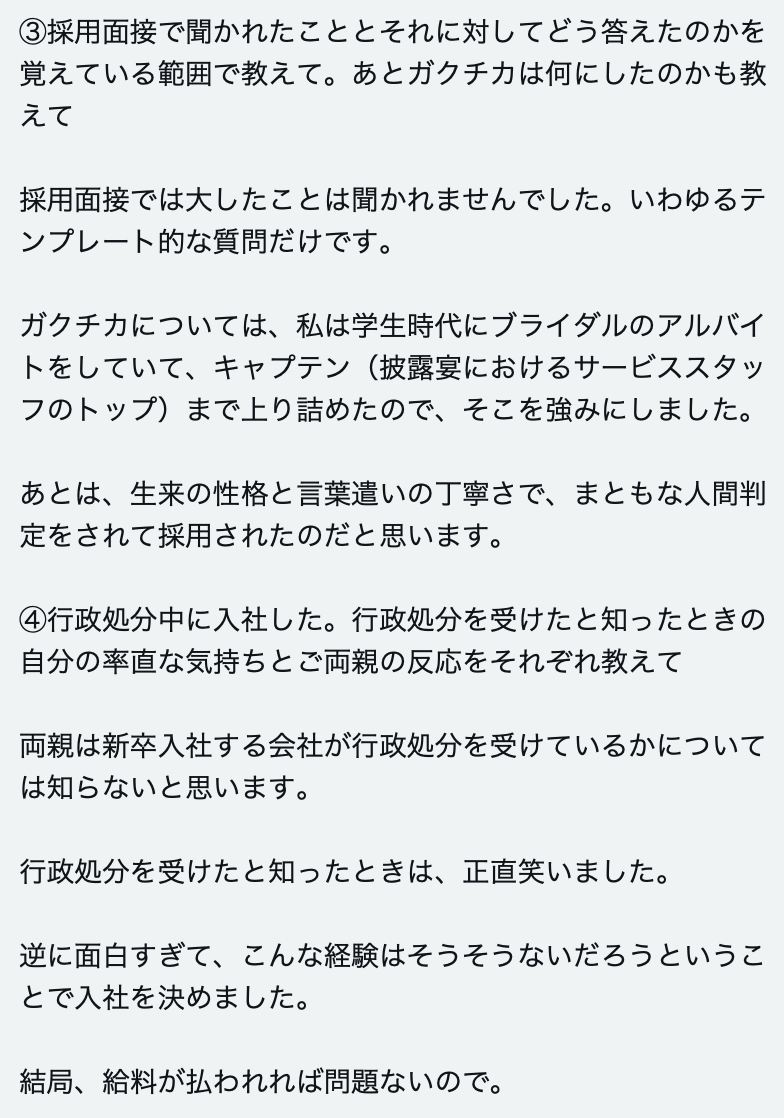 ③採用面接で聞かれたこととそれに対してどう答えたのかを
覚えている範囲で教えて。あとガクチカは何にしたのかも教
えて
採用面接では大したことは聞かれませんでした。いわゆるテ
ンプレート的な質問だけです。
ガクチカについては、私は学生時代にブライダルのアルバイ
トをしていて、キャプテン（披露宴におけるサービススタッ
フのトップ）まで上り詰めたので、そこを強みにしました。
あとは、生来の性格と言葉遣いの丁寧さで、まともな人間判
定をされて採用されたのだと思います。
④行政処分中に入社した。行政処分を受けたと知ったときの
自分の率直な気持ちとご両親の反応をそれぞれ教えて
両親は新卒入社する会社が行政処分を受けているかについて
は知らないと思います。
行政処分を受けたと知ったときは、正直笑いました。
逆に面白すぎて、こんな経験はそうそうないだろうというこ
とで入社を決めました。
結局、給料が払われれば問題ないので。